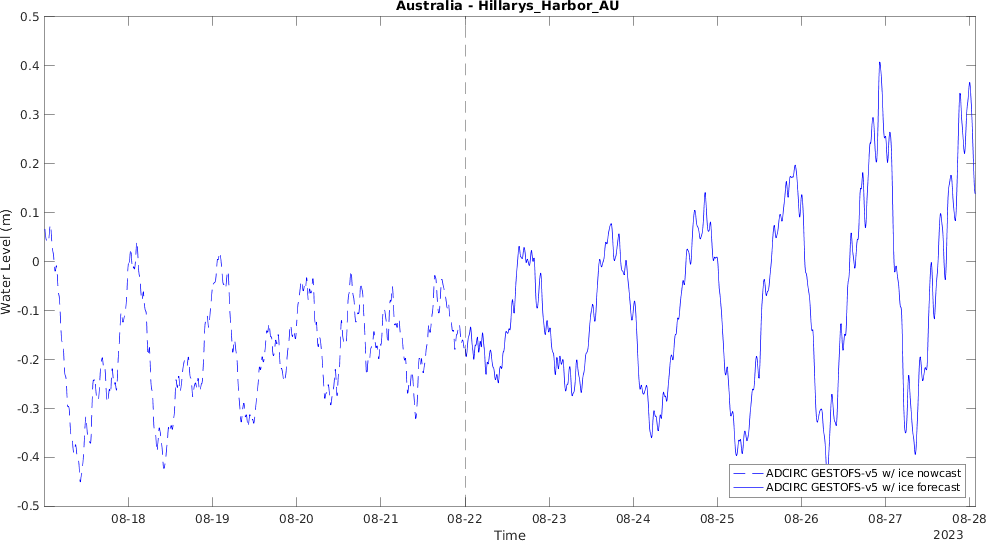 Australia - Hillarys_Harbor_AU
Water Level (m)
0.5
0.4
0.3
0.2
0.1
0
-0.1
-0.2
-0.3
-0.4
-0.5
ADCIRC GESTOFS-v5 w/ ice nowcast
ADCIRC GESTOFS-v5 w/ ice forecast
08-18 08-19 08-20 08-21 08-22 08-23 08-24 08-25 08-26 08-27 08-28
Time
2023